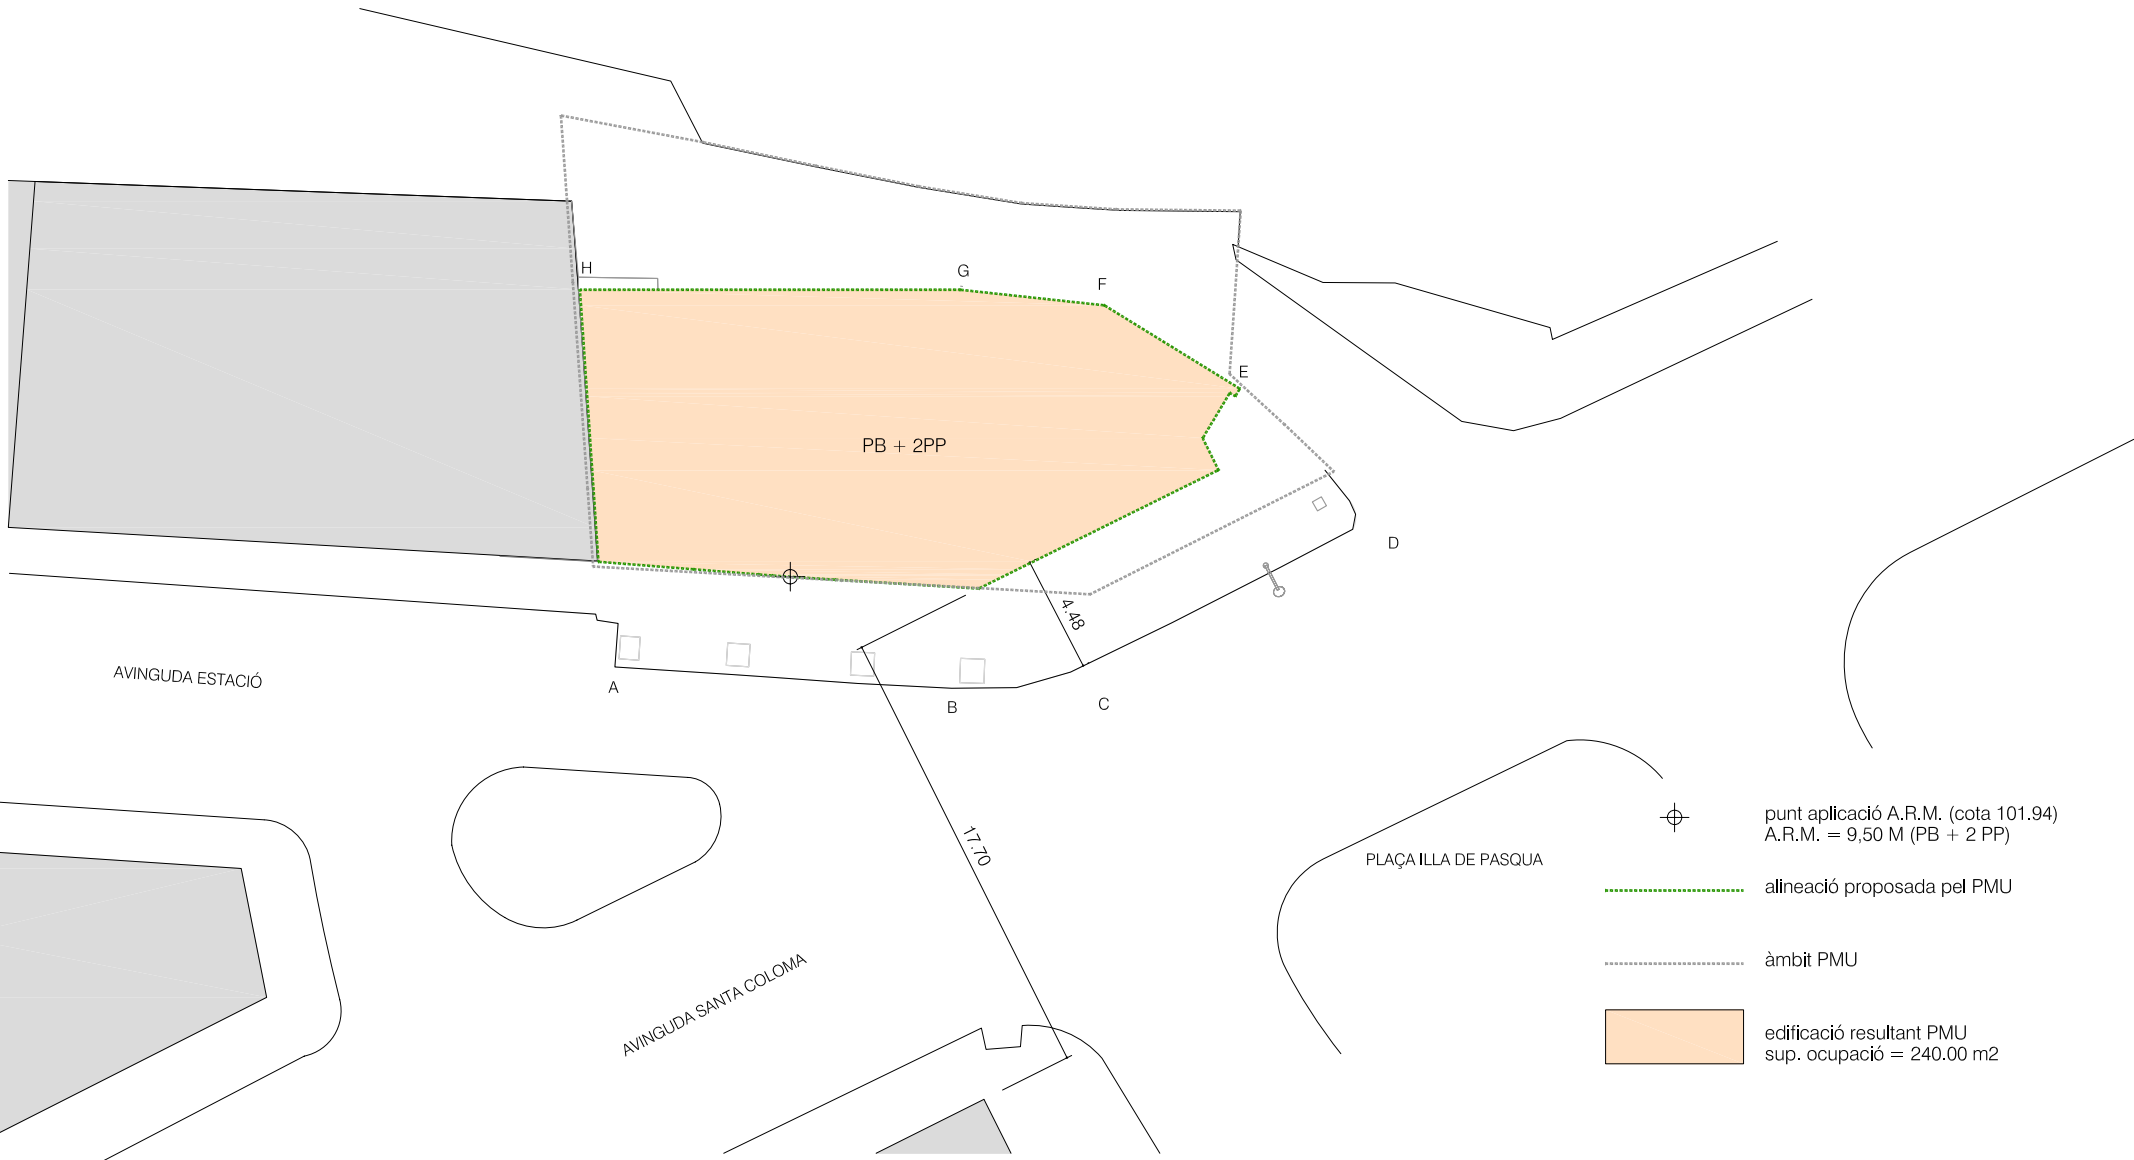 H
G
F
E
PB + 2PP
D
4.48
AVINGUDA ESTACIÓ
A
B
C
17.70
punt aplicació A.R.M. (cota 101.94)
A.R.M. = 9,50 M (PB + 2 PP)
PLAÇA ILLA DE PASQUA
alineació proposada pel PMU
AVINGUDA SANTA COLOMA
àmbit PMU
edificació resultant PMU
sup. ocupació = 240.00 m2